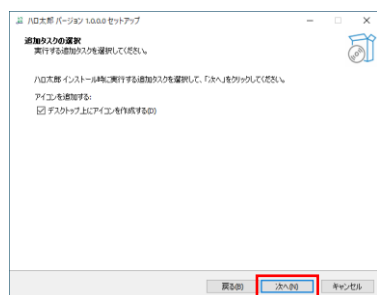 ハロ太郎 バージョン 1.0.0.0 セットアップ
追加タスクの選択
実行する追加タスクを選択してください。
ハロ太郎 インストール時に実行する追加タスクを選択して、「次へ」をクリックしてください。
アイコンを追加する:
デスクトップ上にアイコンを作成する(D)
戻る(B) 次へ(N) キャンセル